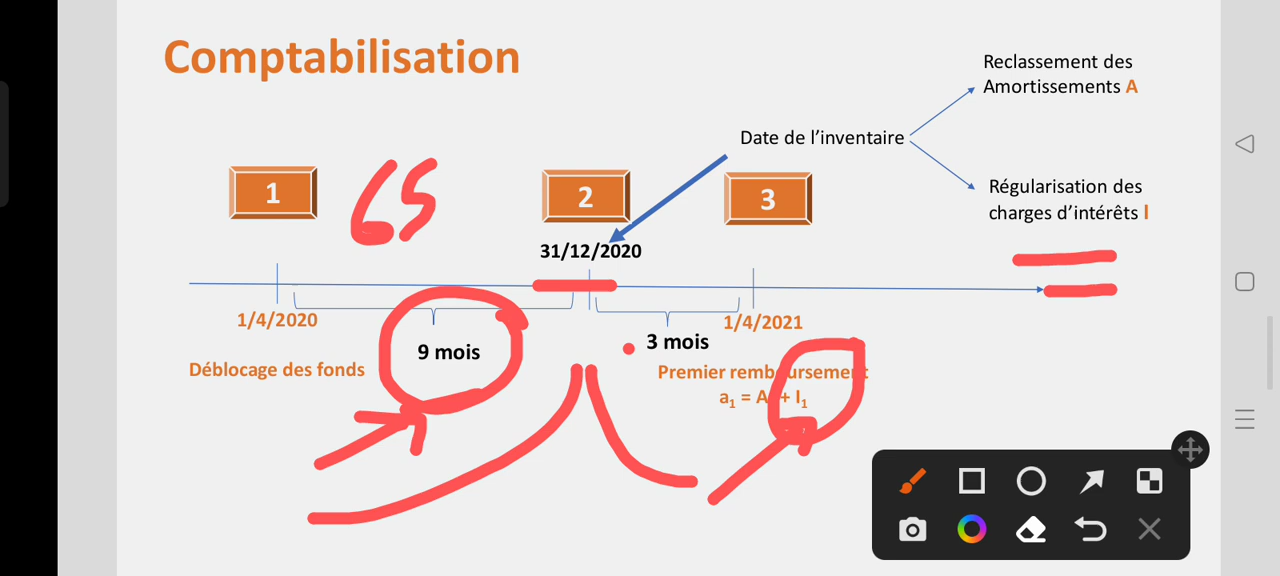 Comptabilisation
Reclassement des
Amortissements A
Date de l'inventaire
Régularisation des
charges d'intérêts I
1
65
2
3
31/12/2020
1/4/2020
9 mois
3 mois
1/4/2021
Déblocage des fonds
Premier remboursement
a₁ = A + I₁